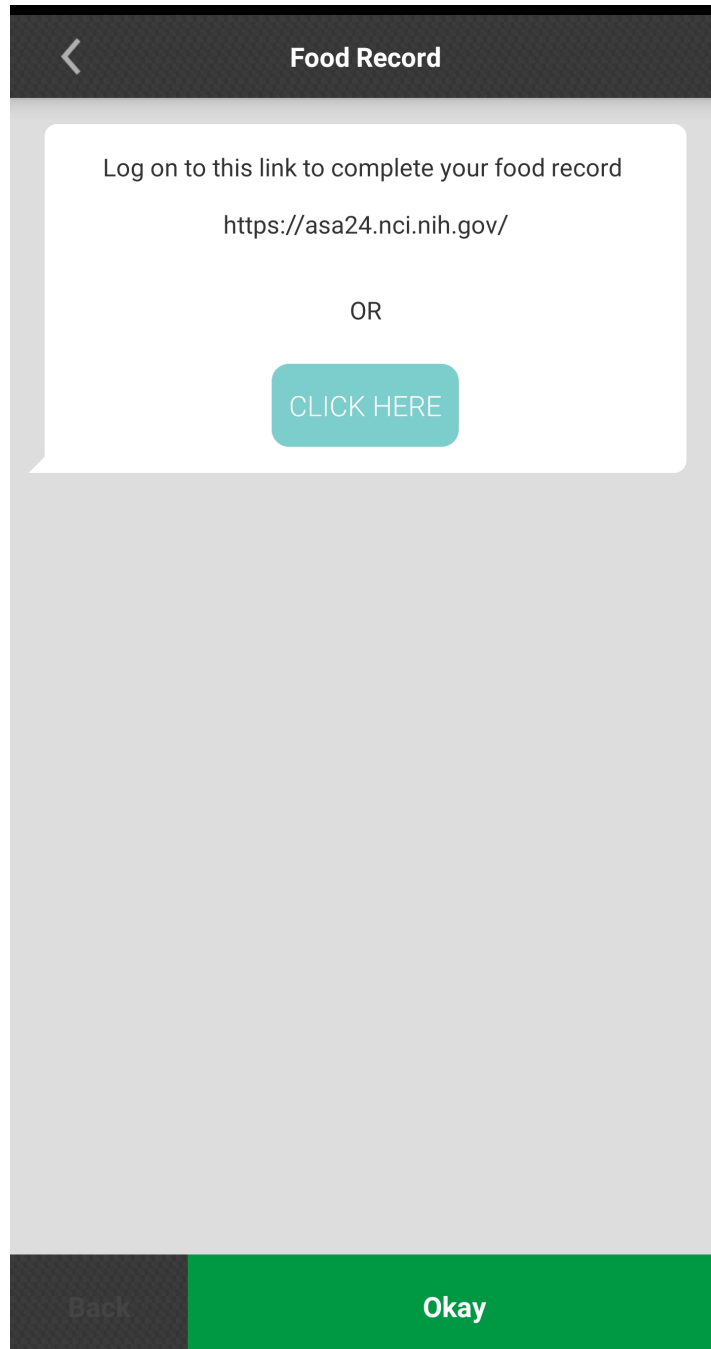 Food Record
Log on to this link to complete your food record
https://asa24.nci.nih.gov/
OR
CLICK HERE
Back
Okay